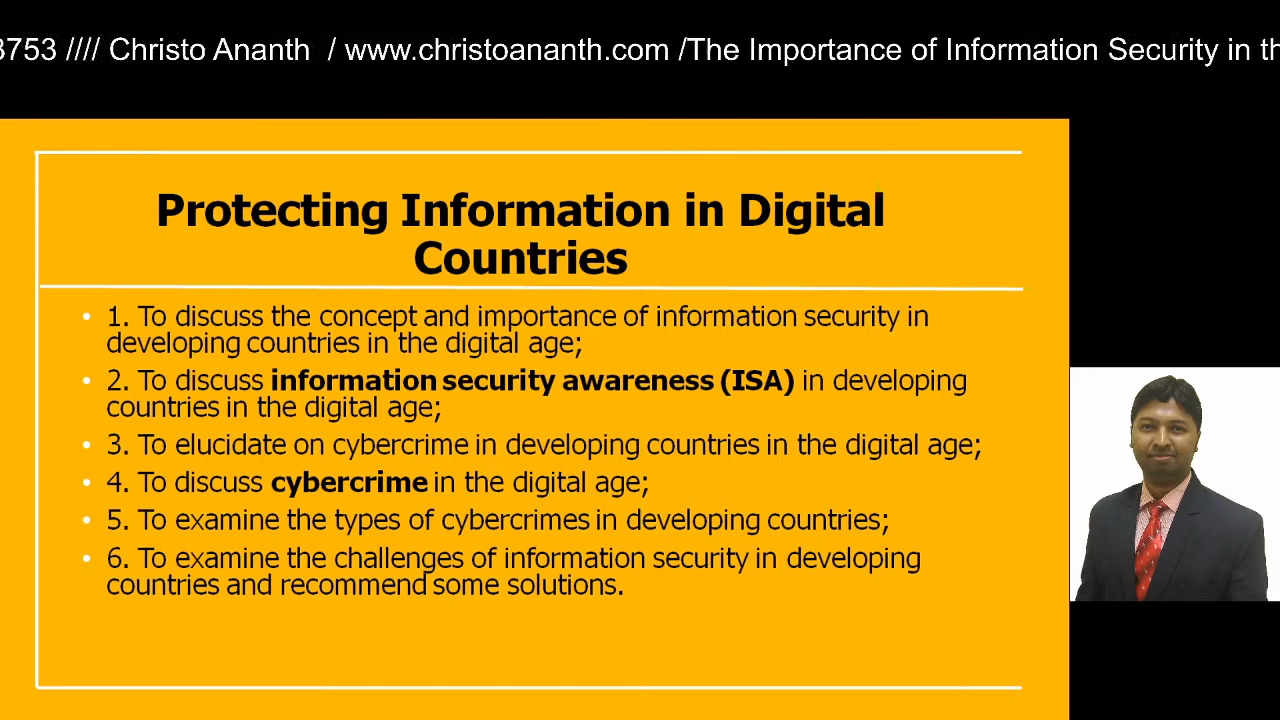 8753 //// Christo Ananth / www.christoananth.com /The Importance of Information Security in th
Protecting Information in Digital
Countries
• 1. To discuss the concept and importance of information security in
developing countries in the digital age;
• 2. To discuss information security awareness (ISA) in developing
countries in the digital age;
• 3. To elucidate on cybercrime in developing countries in the digital age;
• 4. To discuss cybercrime in the digital age;
• 5. To examine the types of cybercrimes in developing countries;
• 6. To examine the challenges of information security in developing
countries and recommend some solutions.